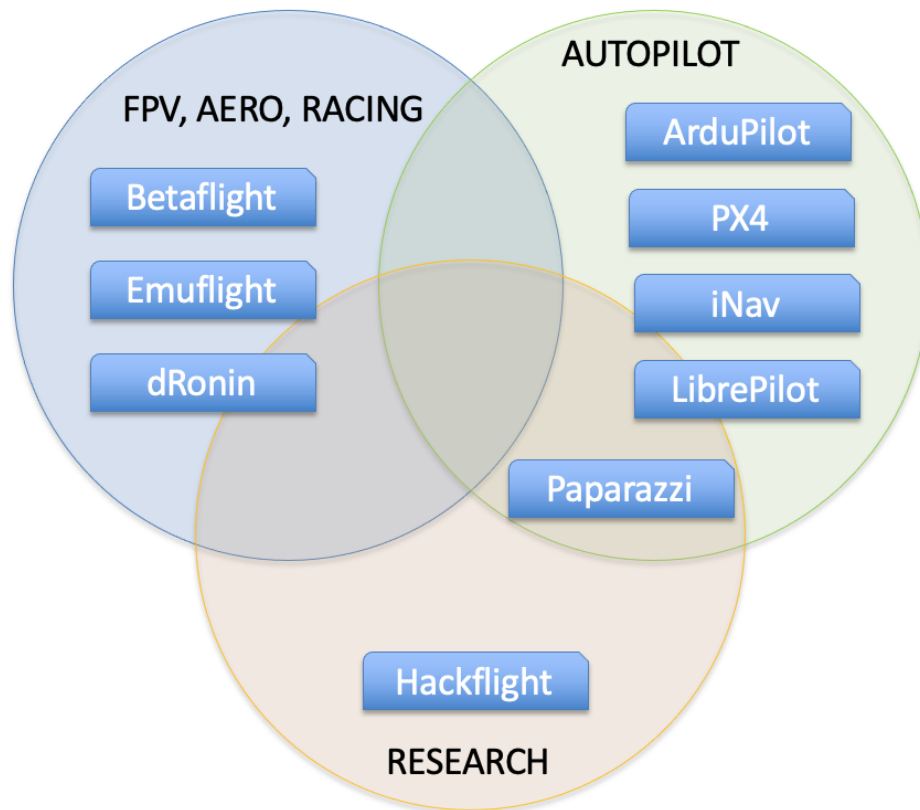 AUTOPILOT
FPV, AERO, RACING
ArduPilot
Betaflight
PX4
Emuflight
iNav
dRonin
LibrePilot
Paparazzi
Hackflight
RESEARCH